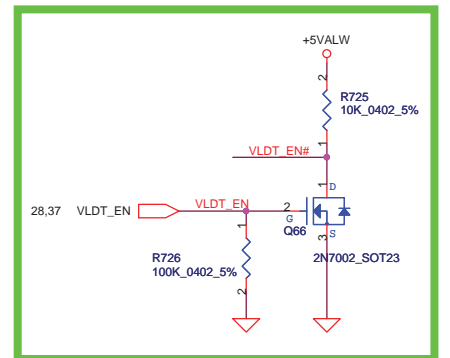 +5VALW
2
R725
10K_0402_5%
1
VLDT_EN#
1
D
28,37 VLDT_EN
VLDT_EN
2
G
Q66
S
3
2N7002_SOT23
1
R726
100K_0402_5%
2